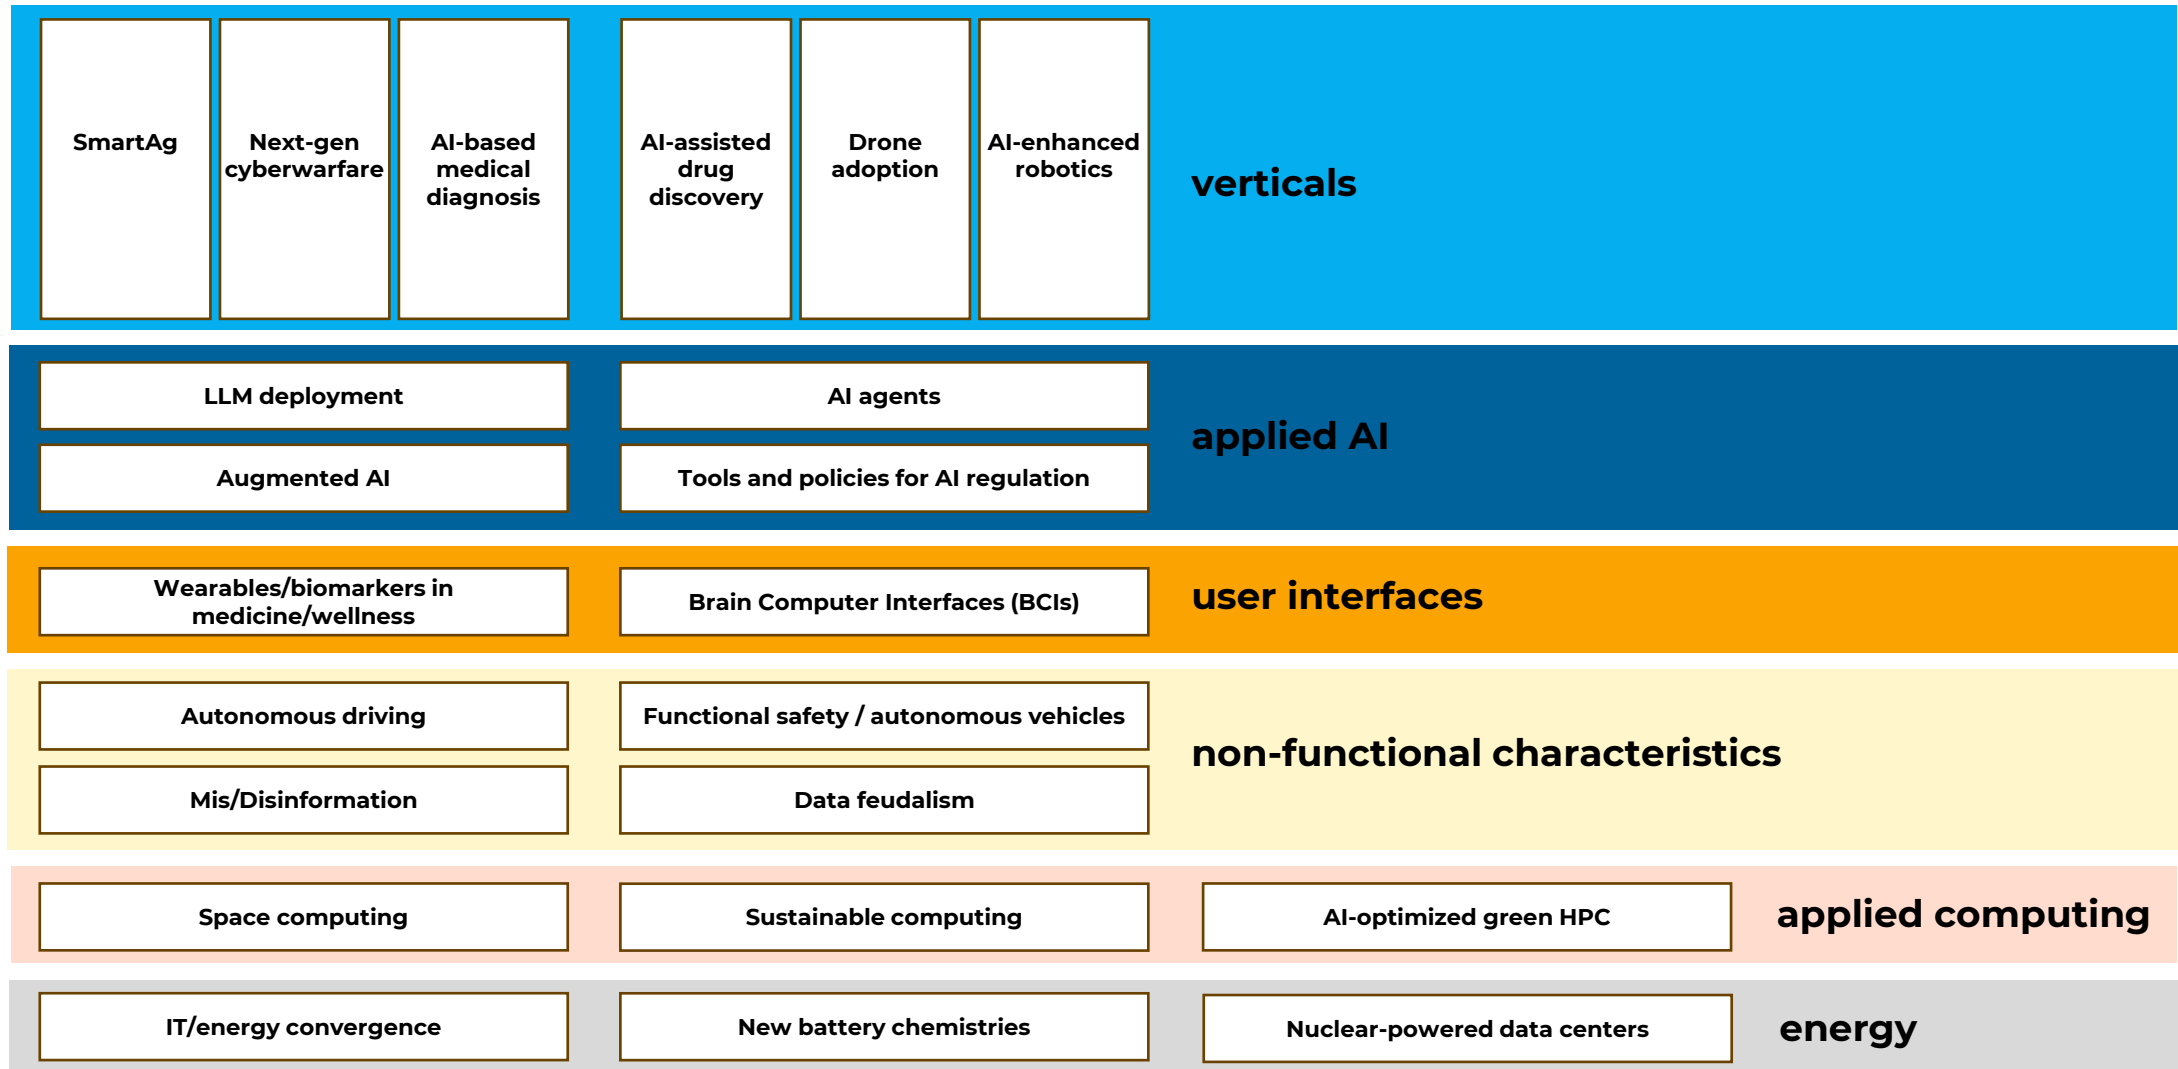 SmartAg
Next-gen
cyberwarfare
AI-based
medical
diagnosis
AI-assisted
drug
discovery
Drone
adoption
AI-enhanced
robotics
verticals
LLM deployment
AI agents
Augmented AI
Tools and policies for AI regulation
applied AI
Wearables/biomarkers in
medicine/wellness
Brain Computer Interfaces (BCIs)
user interfaces
Autonomous driving
Functional safety / autonomous vehicles
Mis/Disinformation
Data feudalism
non-functional characteristics
Space computing
Sustainable computing
AI-optimized green HPC
applied computing
IT/energy convergence
New battery chemistries
Nuclear-powered data centers
energy